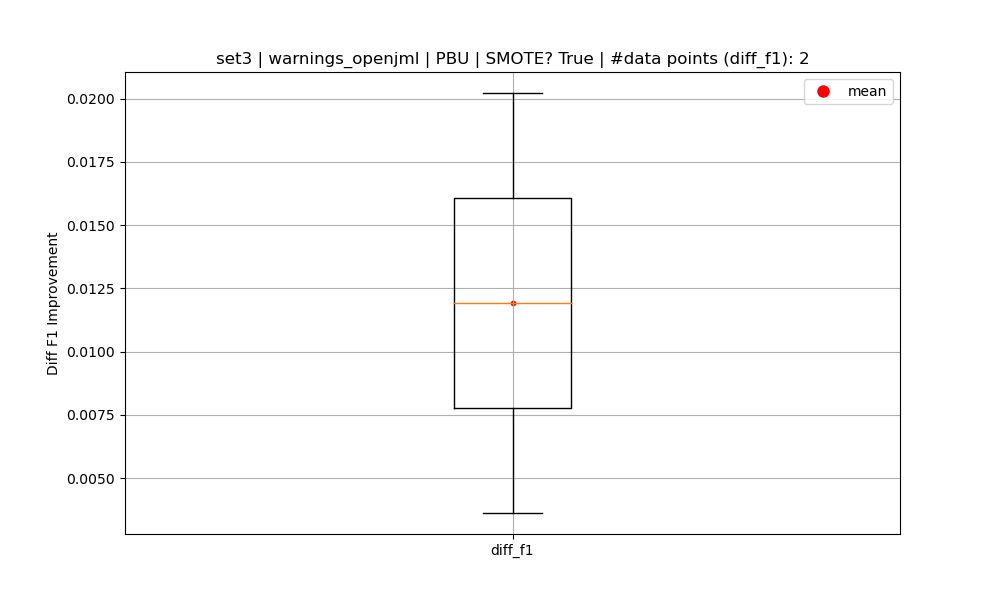 set3 | warnings_openjml | PBU | SMOTE? True | #data points (diff_f1): 2
mean
0.0200
0.0175
0.0150
0.0125
0.0100
0.0075
0.0050
Diff F1 Improvement
diff_f1